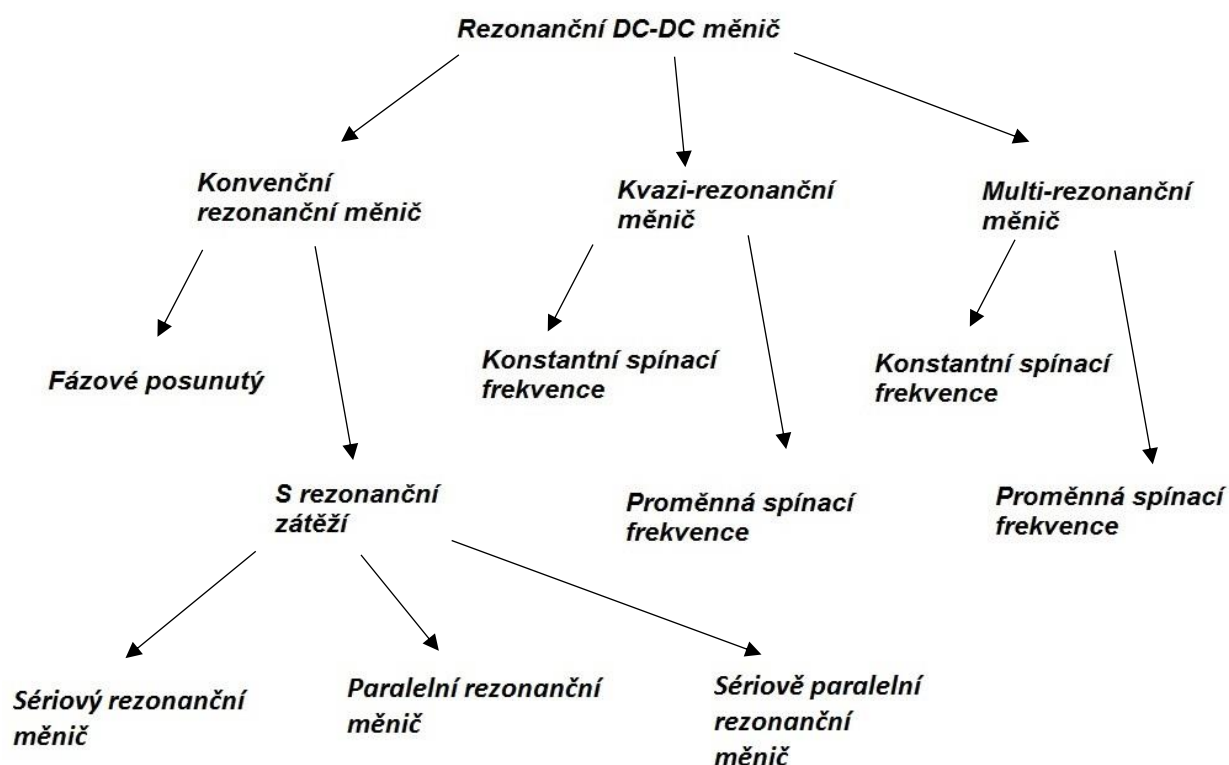 Rezonanční DC-DC měnič
Konvenční
rezonanční měnič
Kvazi-rezonanční
měnič
Multi-rezonanční
měnič
Fázové posunutý
Konstantní spínací
frekvence
Konstantní spínací
frekvence
S rezonanční
zátěží
Proměnná spínací
frekvence
Proměnná spínací
frekvence
Sériový rezonanční
měnič
Paralelní rezonanční
měnič
Sériově paralelní
rezonanční
měnič